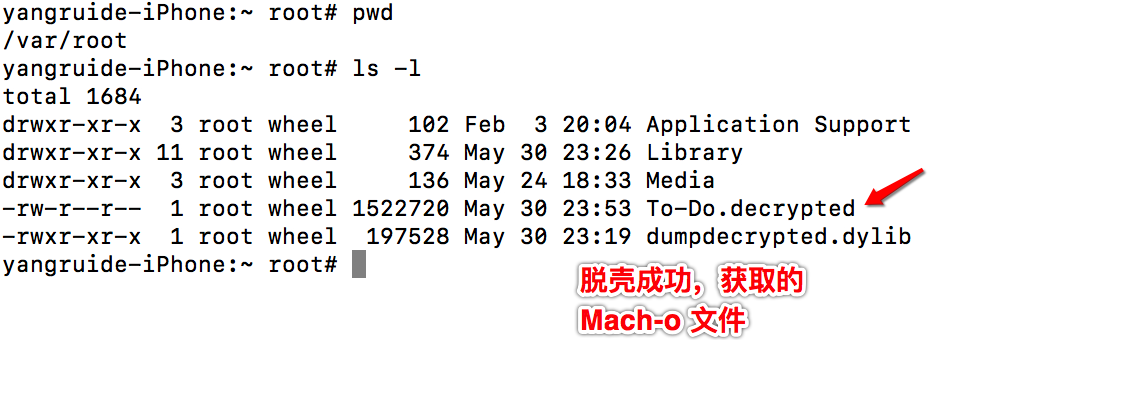 yangruide-iPhone:~ root# pwd
/var/root
yangruide-iPhone:~ root# ls -l
total 1684
drwxr-xr-x  3 root wheel     102 Feb  3 20:04 Application Support
drwxr-xr-x 11 root wheel     374 May 30 23:26 Library
drwxr-xr-x  3 root wheel     136 May 24 18:33 Media
-rw-r--r--  1 root wheel 1522720 May 30 23:53 To-Do.decrypted
-rwxr-xr-x  1 root wheel  197528 May 30 23:19 dumpdecrypted.dylib
yangruide-iPhone:~ root#
脱壳成功，获取的
Mach-o 文件